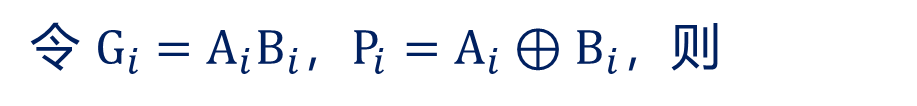 令 Gᵢ = AᵢBᵢ, Pᵢ = Aᵢ ⊕ Bᵢ, 则